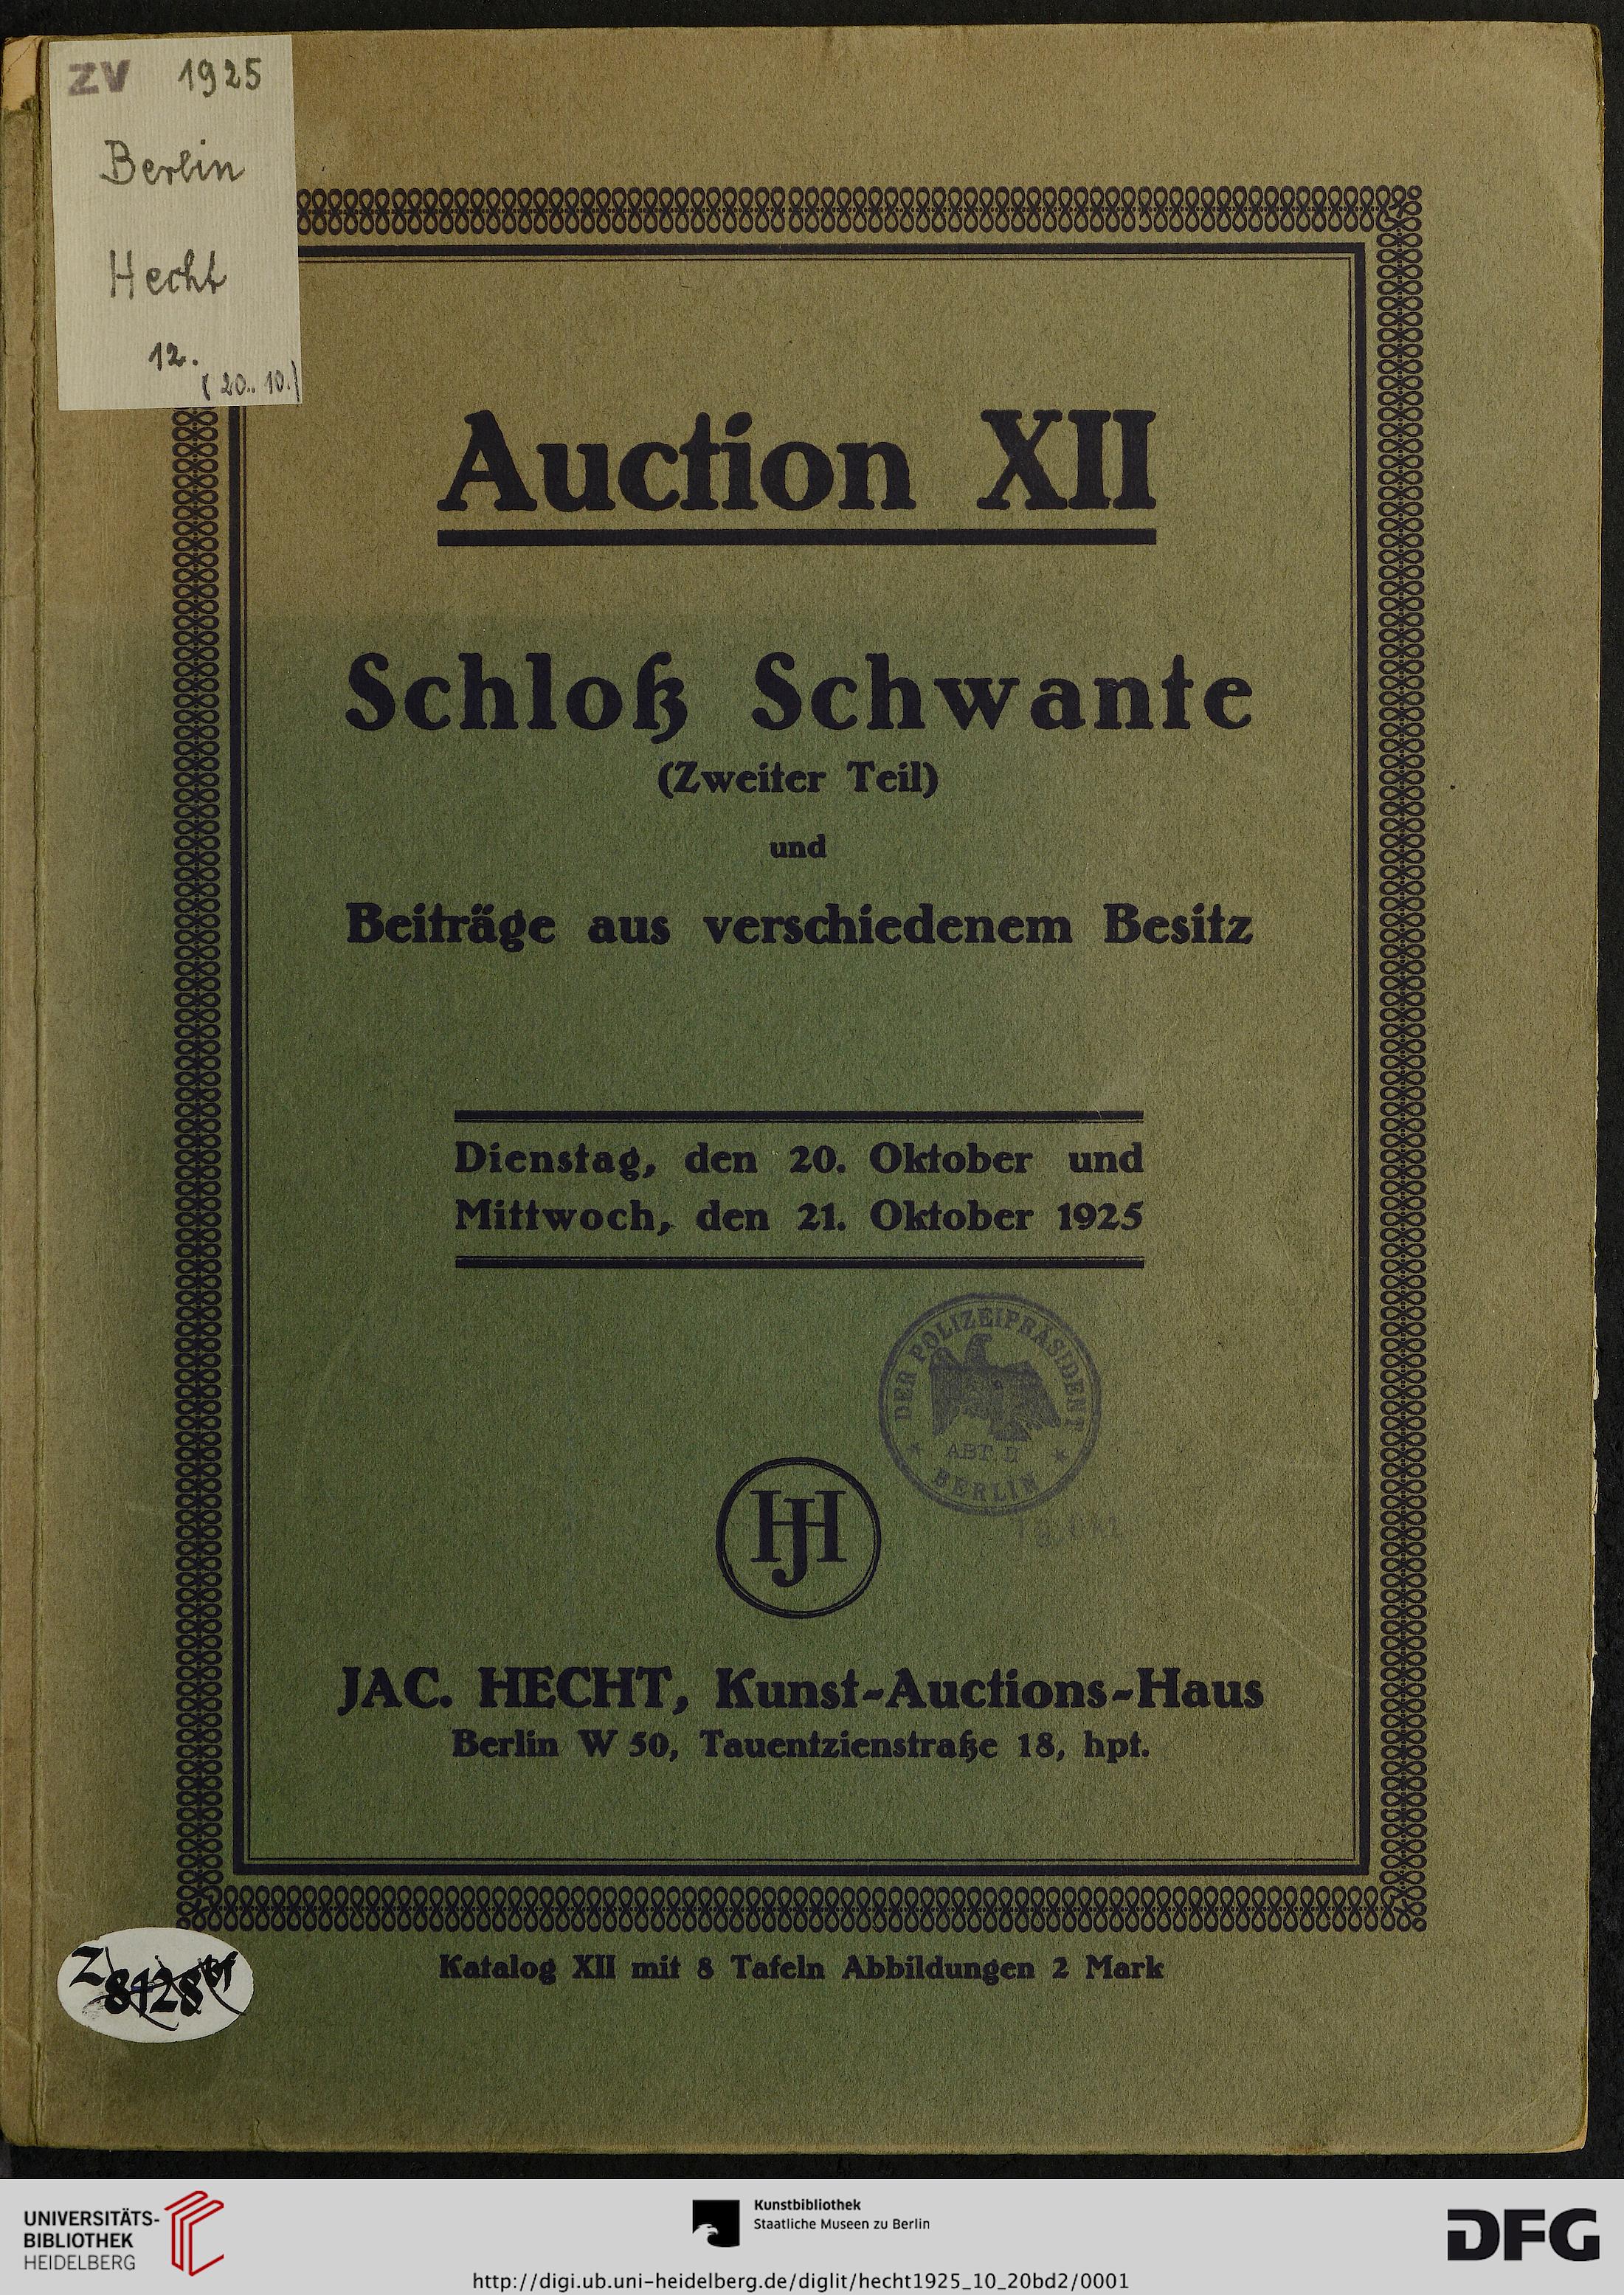 ZV 1925
Berlin
Hecht
12.
(20. 10.)
Auction XII
Schloß Schwante
(Zweiter Teil)
und
Beiträge aus verschiedenem Besitz
Dienstag, den 20. Oktober und
Mittwoch, den 21. Oktober 1925
DER POLIZEIPRÄSIDENT
ABT.
BERLIN
HJH
JAC. HECHT, Kunst-Auctions-Haus
Berlin W 50, Tauentzienstraße 18, hpt.
Katalog XII mit 8 Tafeln Abbildungen 2 Mark
Z
8128
UNIVERSITÄTS-
BIBLIOTHEK
HEIDELBERG
Kunstbibliothek
Staatliche Museen zu Berlin
DFG
http://digi.ub.uni-heidelberg.de/diglit/hecht1925_10_20bd2/0001